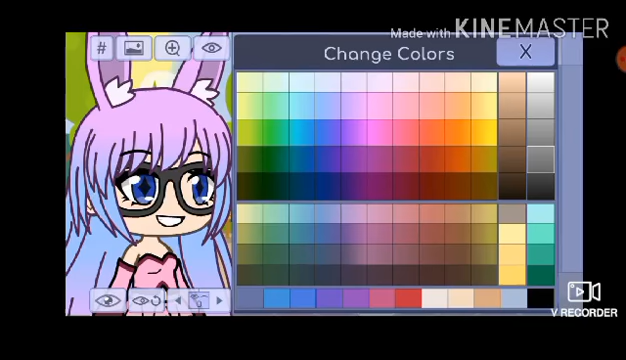 Made with KINEMASTER
#
Change Colors
X
V RECORDER